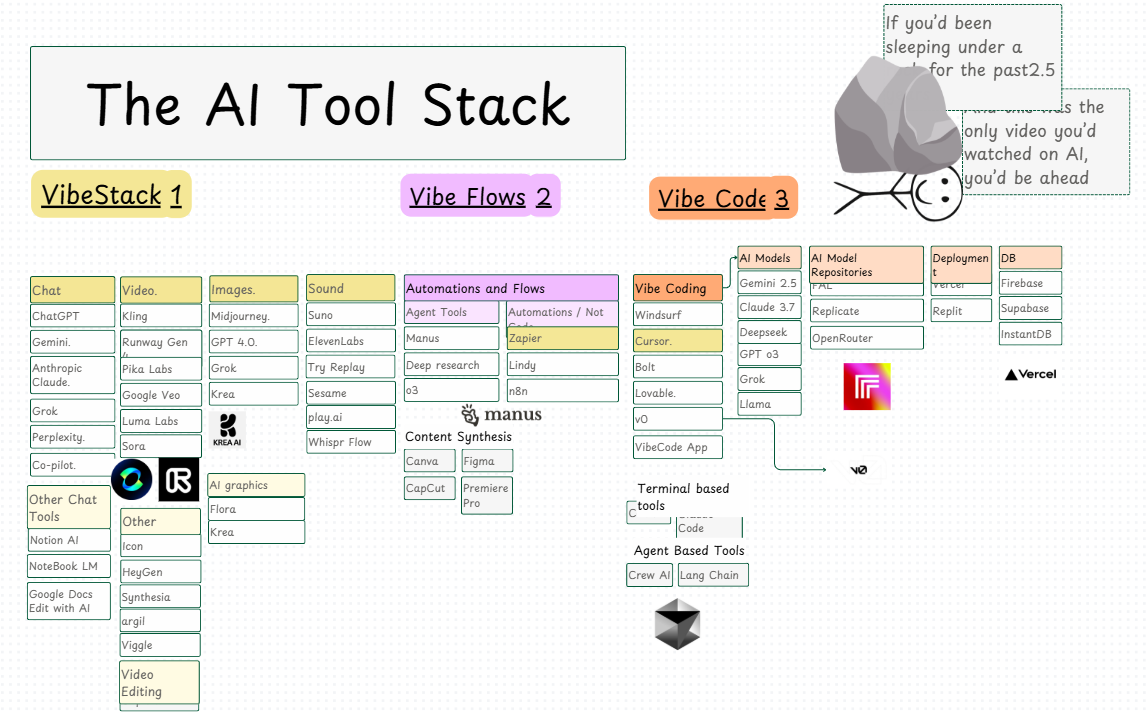 If you'd been
sleeping under a
for the past2.5
was the
only video you'd
watched on AI,
you'd be ahead
The AI Tool Stack
VibeStack 1
Vibe Flows 2
Vibe Code 3
Chat
ChatGPT
Gemini.
Anthropic
Claude.
Grok
Perplexity.
Co-pilot.
Other Chat
Tools
Notion AI
NoteBook LM
Google Docs
Edit with AI
Video.
Kling
Runway Gen
Pika Labs
Google Veo
Luma Labs
Sora
Other
Icon
HeyGen
Synthesia
argil
Viggle
Video
Editing
Images.
Midjourney.
GPT 4.0.
Grok
Krea
KREA AI
AI graphics
Flora
Krea
Sound
Suno
ElevenLabs
Try Replay
Sesame
play.ai
Whispr Flow
Automations and Flows
Agent Tools
Manus
Deep research
o3
Automations / Not
Zapier
Lindy
n8n
manus
Content Synthesis
Canva
Figma
CapCut
Premiere
Pro
Vibe Coding
Windsurf
Cursor.
Bolt
Lovable.
v0
VibeCode App
Terminal based
tools
Code
Agent Based Tools
Crew AI
Lang Chain
AI Models
Gemini 2.5
Claude 3.7
Deepseek
GPT o3
Grok
Llama
AI Model
Repositories
FAL
Replicate
OpenRouter
Deploymen
t
Vercel
Replit
DB
Firebase
Supabase
InstantDB
Vercel
v0